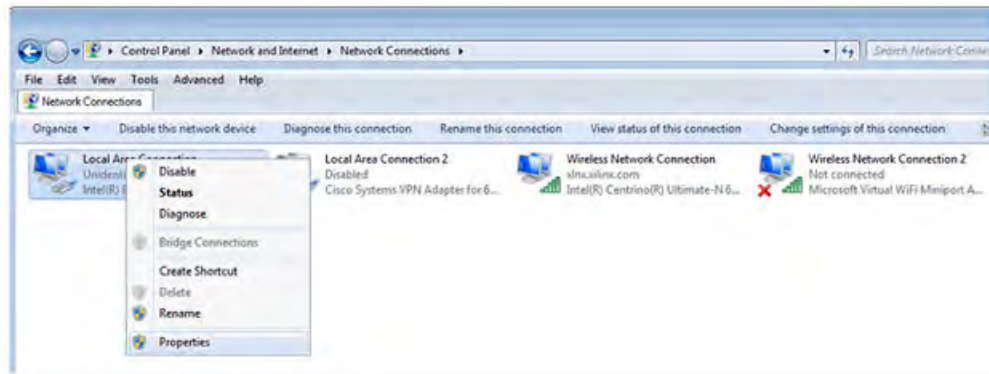 Control Panel ▸ Network and Internet ▸ Network Connections ▸
Search Network
File Edit View Tools Advanced Help
Network Connections
Organize ▾ Disable this network device Diagnose this connection Rename this connection View status of this connection Change settings of this connection
Local Area Connection
Intel(R)
Disable
Status
Diagnose
Bridge Connections
Create Shortcut
Delete
Rename
Properties
Local Area Connection 2
Disabled
Cisco Systems VPN Adapter for 6...
Wireless Network Connection
xlnx.xilinx.com
Intel(R) Centrino(R) Ultimate-N 6...
Wireless Network Connection 2
Not connected
Microsoft Virtual WiFi Miniport A...